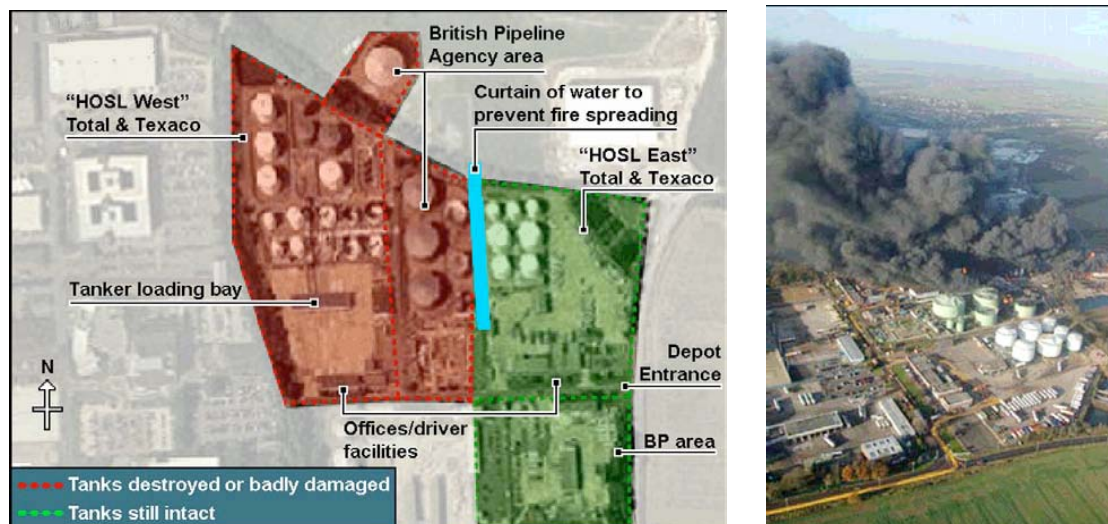 British Pipeline
Agency area
“HOSL West”
Total & Texaco
Curtain of water to
prevent fire spreading
“HOSL East”
Total & Texaco
Tanker loading bay
N
Depot
Entrance
Offices/driver
facilities
BP area
Tanks destroyed or badly damaged
Tanks still intact